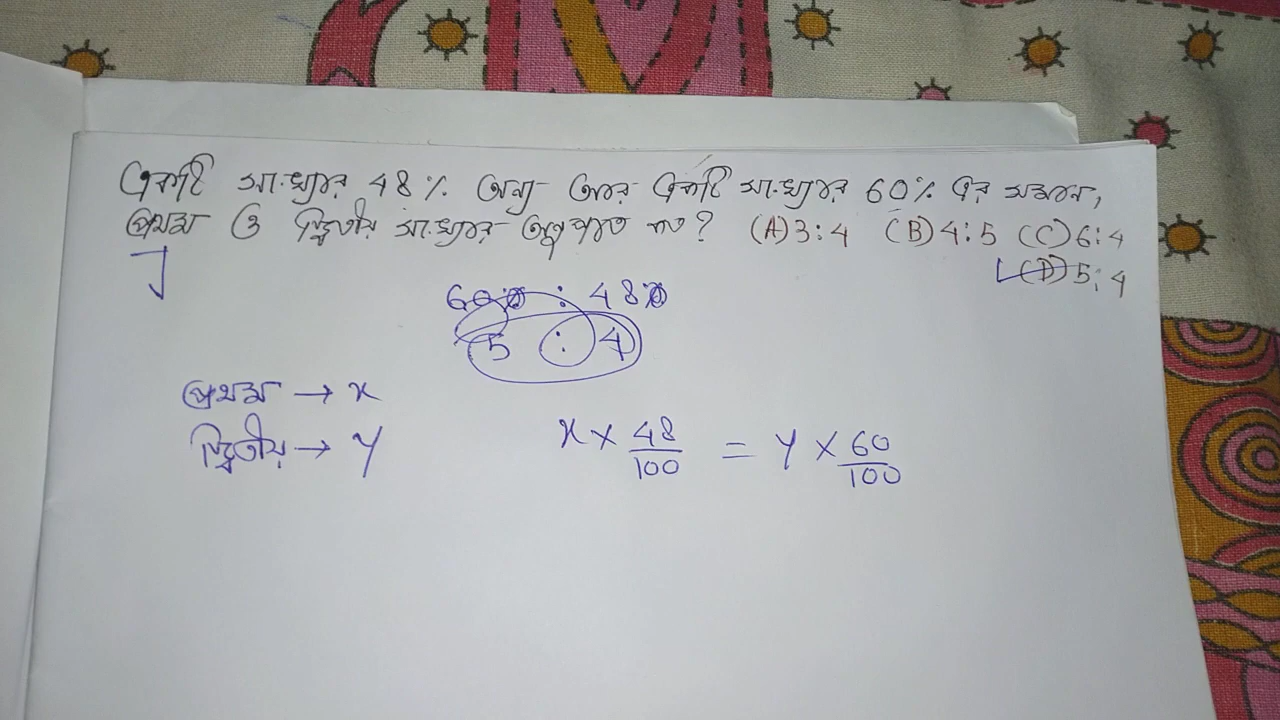 একটি সংখ্যার 48% অন্য আর একটি সংখ্যার 60% এর সমান,
প্রথম ও দ্বিতীয় সংখ্যার অনুপাত কত? (A) 3:4 (B) 4:5 (C) 6:4
(D) 5:4
60% : 48%
5 : 4
প্রথম → x
দ্বিতীয় → y
x × 48/100 = y × 60/100